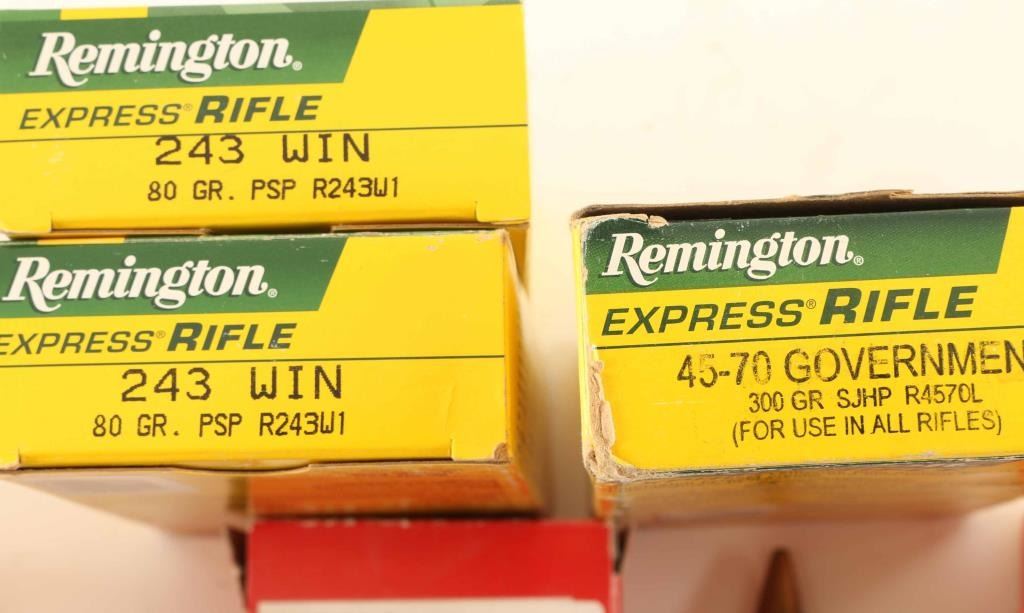 Remington®
EXPRESS® RIFLE
243 WIN
80 GR. PSP R243W1
Remington®
EXPRESS® RIFLE
243 WIN
80 GR. PSP R243W1
Remington®
EXPRESS® RIFLE
45-70 GOVERNMEN
300 GR SJHP R4570L
(FOR USE IN ALL RIFLES)